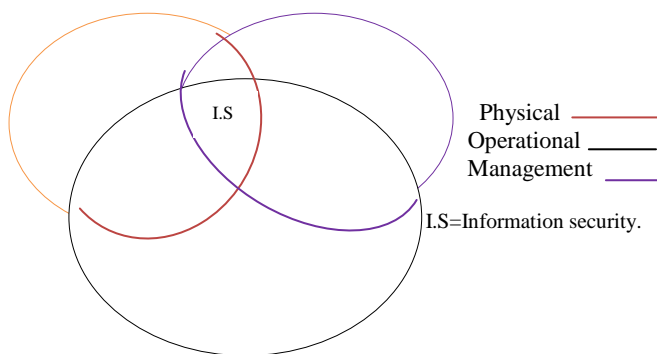 I.S
Physical
Operational
Management
I.S=Information security.